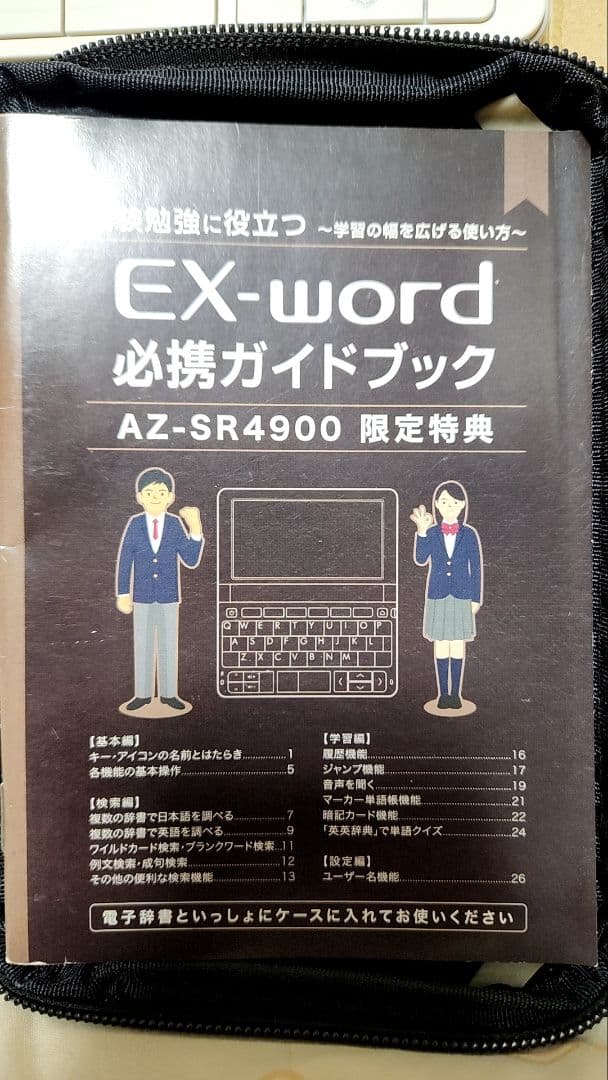 験勉強に役立つ ～学習の幅を広げる使い方～
EX-word
必携ガイドブック
AZ-SR4900 限定特典
Q W E R T Y U I O P
A S D F G H J K L
Z X C V B N M
【基本編】
キー・アイコンの名前とはたらき 1
各機能の基本操作 5
【検索編】
複数の辞書で日本語を調べる 7
複数の辞書で英語を調べる 9
ワイルドカード検索・ブランクワード検索 11
例文検索・成句検索 12
その他の便利な検索機能 13
【学習編】
履歴機能 16
ジャンプ機能 17
音声を聞く 19
マーカー単語帳機能 21
暗記カード機能 22
「英英辞典」で単語クイズ 24
【設定編】
ユーザー名機能 26
電子辞書といっしょにケースに入れてお使いください